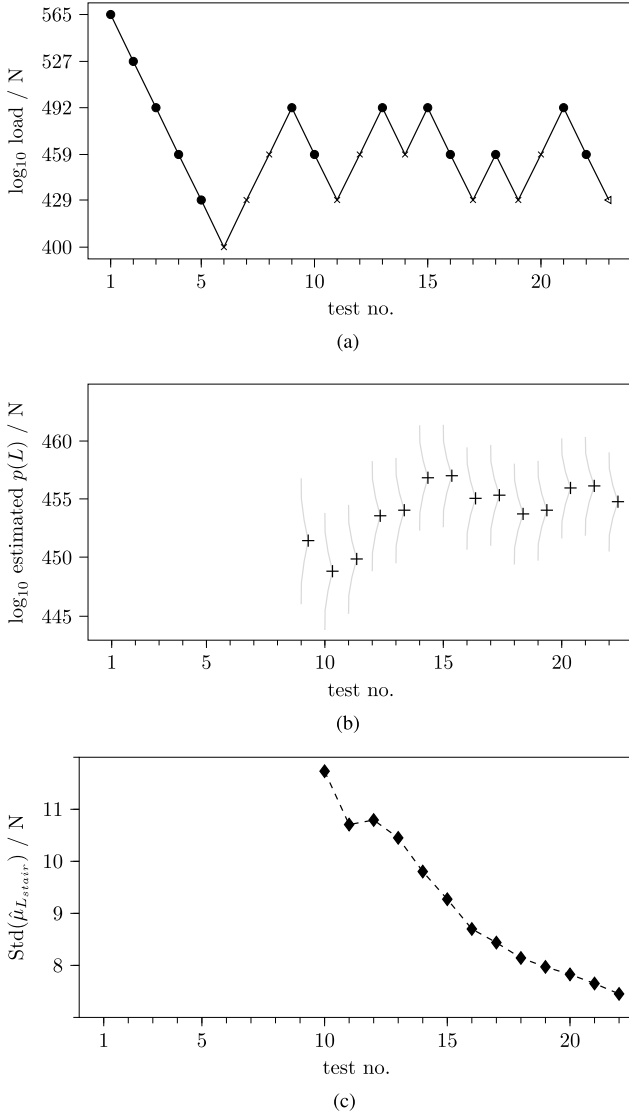 565
527
492
459
429
400
log₁₀ load / N
1 5 10 15 20
test no.
(a)
460
455
450
445
log₁₀ estimated p(L) / N
1 5 10 15 20
test no.
(b)
11
10
9
8
Std(μ̂_{L_{stair}}) / N
1 5 10 15 20
test no.
(c)